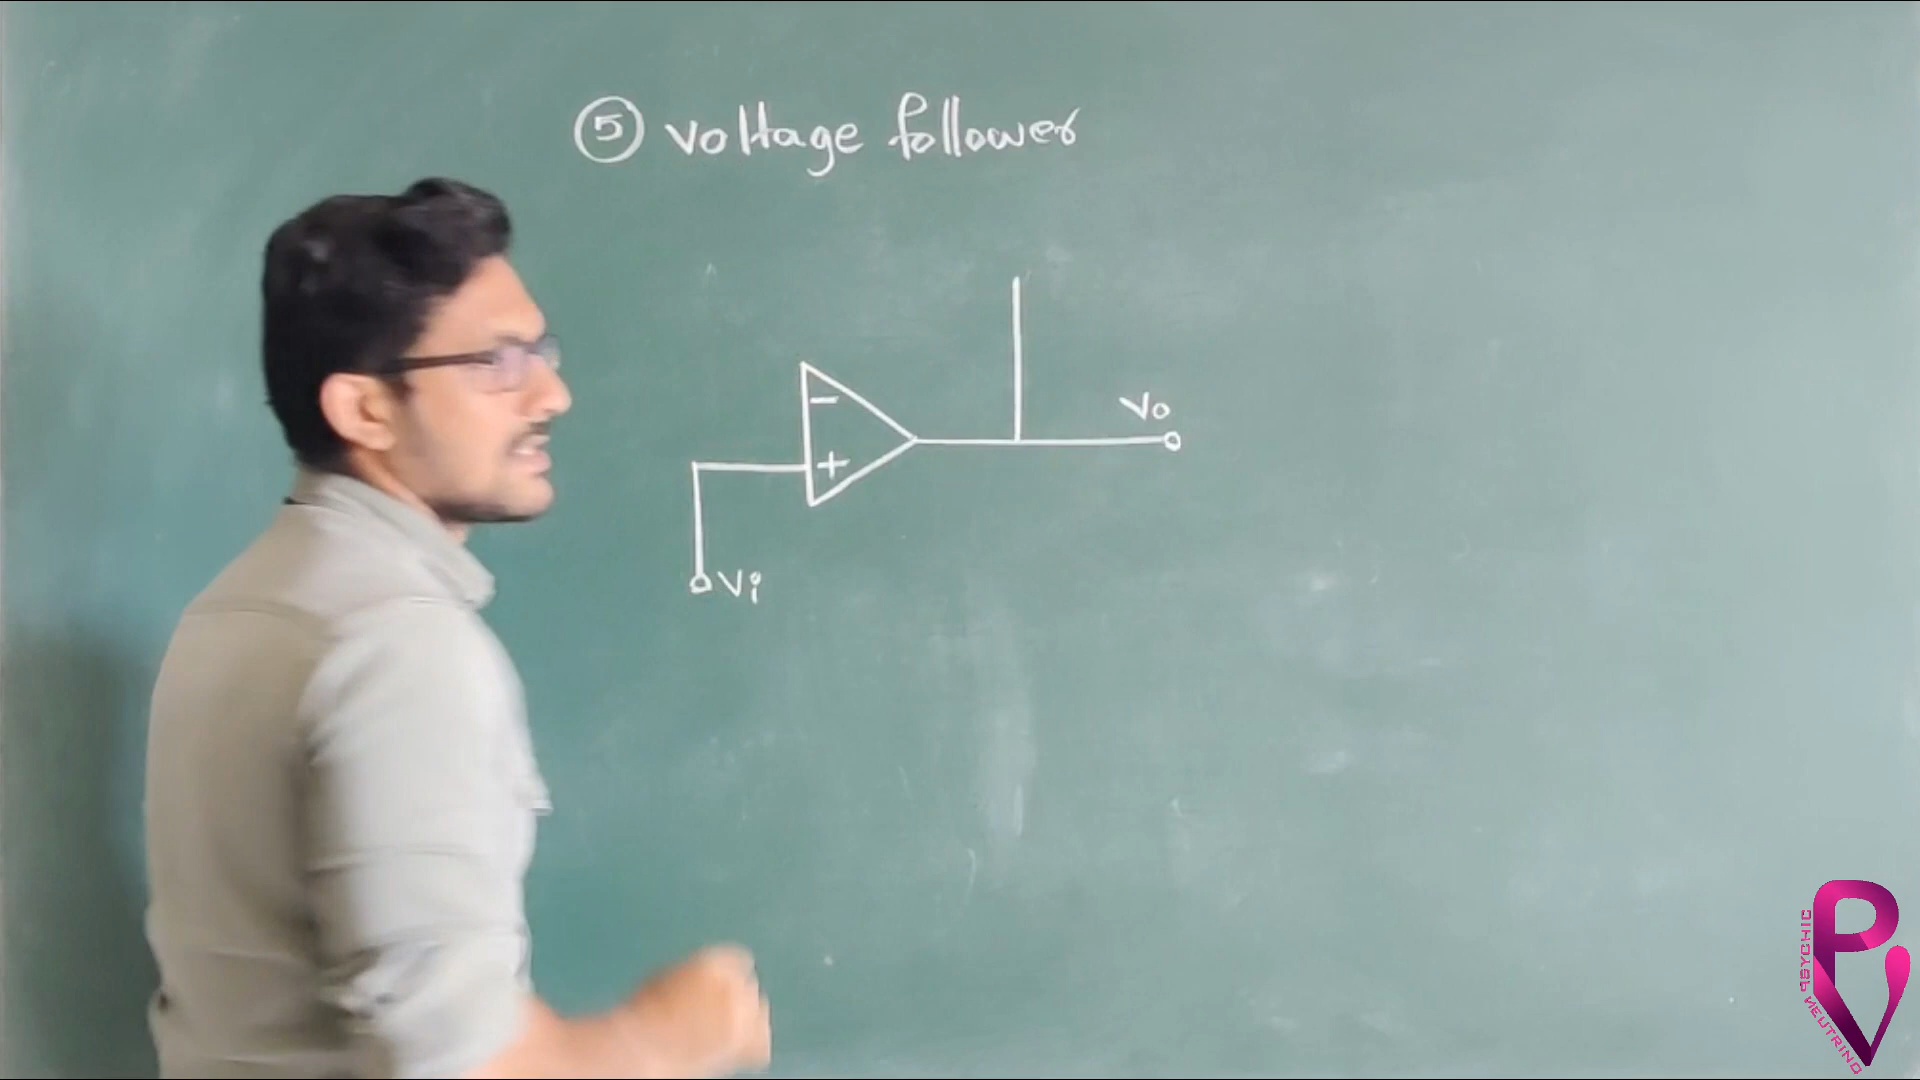 ⑤ voltage follower
Vo
−
+
Vi
PSYCHIC NEUTRINO